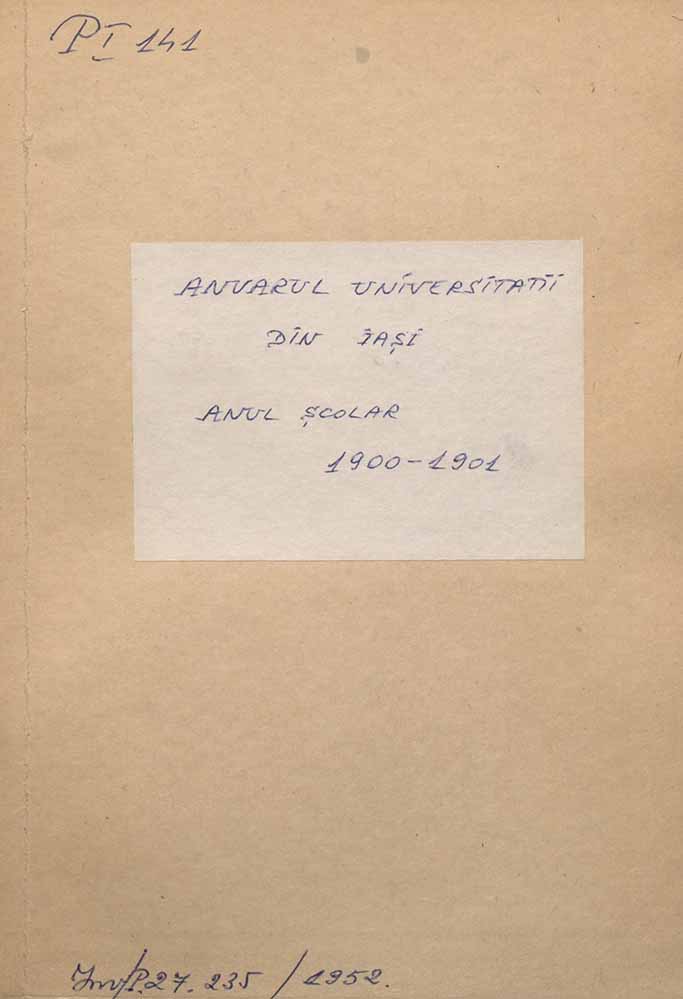 PI 141
ANUARUL UNIVERSITATII
DIN IAȘI
ANUL ȘCOLAR
1900-1901
Inv/P.27.235 / 1952.